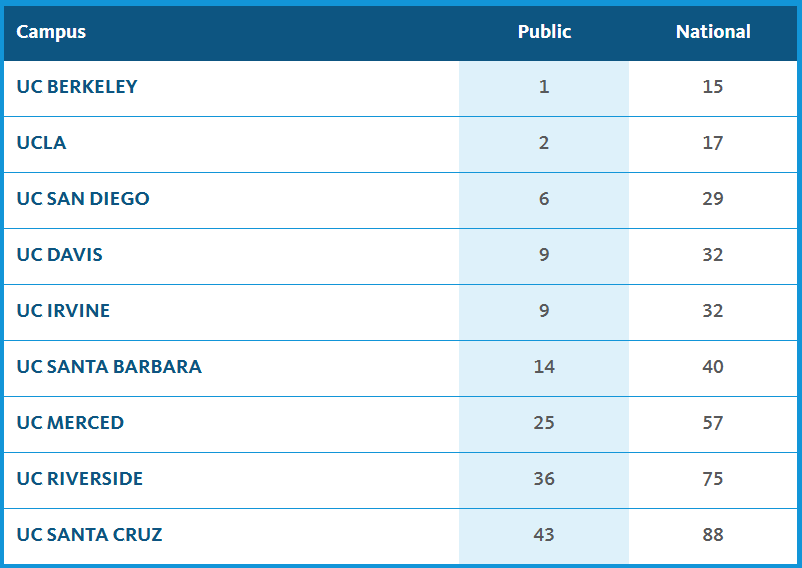 Campus Public National
UC BERKELEY 1 15
UCLA 2 17
UC SAN DIEGO 6 29
UC DAVIS 9 32
UC IRVINE 9 32
UC SANTA BARBARA 14 40
UC MERCED 25 57
UC RIVERSIDE 36 75
UC SANTA CRUZ 43 88